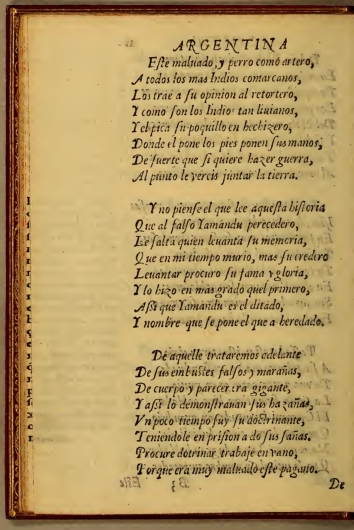 ARGENTINA
Este maluado, y perro como artero,
A todos los mas Indios comarcanos,
Los trae a su opinion al retortero,
Y como son los Indios tan liuianos,
Y el pica su poquillo en hechizero,
Donde el pone los pies ponen sus manos,
De suerte que si quiere hazer guerra,
Al punto le vereis juntar la tierra.
Y no piense el que lee aquesta historia
Que al falso Yamandu perecedero,
Le falta quien leuanta su memoria,
Que en mi tiempo murio, mas su credero
Leuantar procuro su fama y gloria,
Y lo hizo en mas grado quel primero,
Assi que Yamandu es el ditado,
Y nombre que se pone el que a heredado.
De aquelle trataremos adelante
De sus embustes falsos y marañas,
De cuerpo y parecer era gigante,
Y assi lo demonstrauan sus hazañas,
Vn poco tiempo fuy su doctrinante,
Teniendole en prision a do sus sañas.
Procure dotrinar trabajè en vano,
Porque era muy maluado este pagano.
De